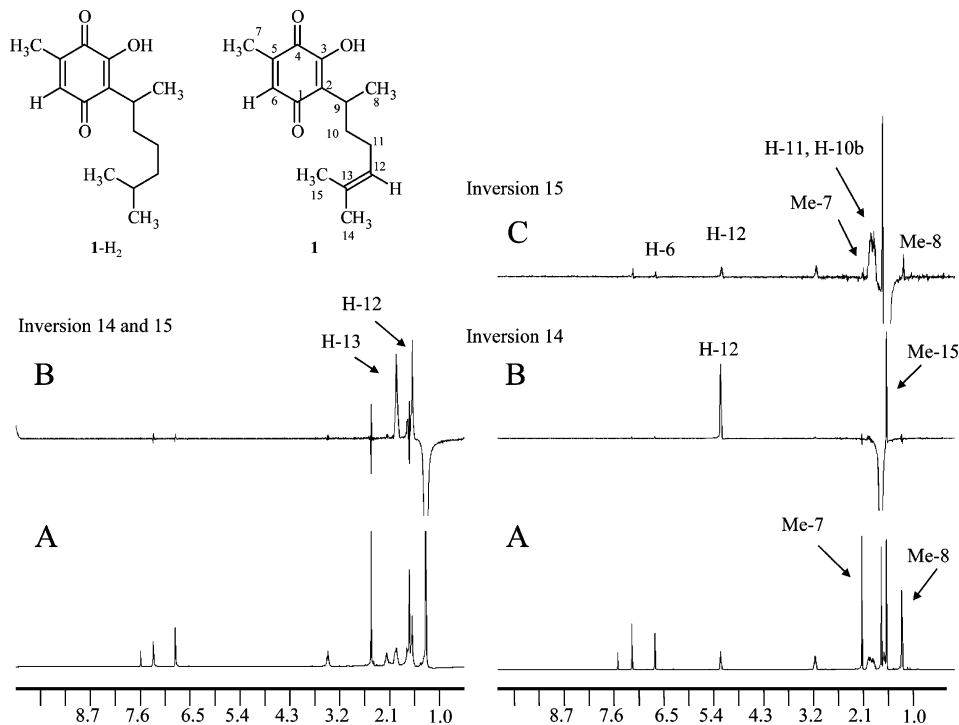 O
H₃C
OH
H
CH₃
O
H₃C
CH₃
1-H₂
O
7
H₃C
5
4
3
OH
2
6
1
H
O
9
CH₃
8
10
11
12
H
13
H₃C
15
H₃C
14
1
Inversion 15
C
H-6
H-12
Me-7
H-11, H-10b
Me-8
Inversion 14 and 15
B
H-13
H-12
Inversion 14
B
H-12
Me-15
A
A
Me-7
Me-8
8.7 7.6 6.5 5.4 4.3 3.2 2.1 1.0
8.7 7.6 6.5 5.4 4.3 3.2 2.1 1.0